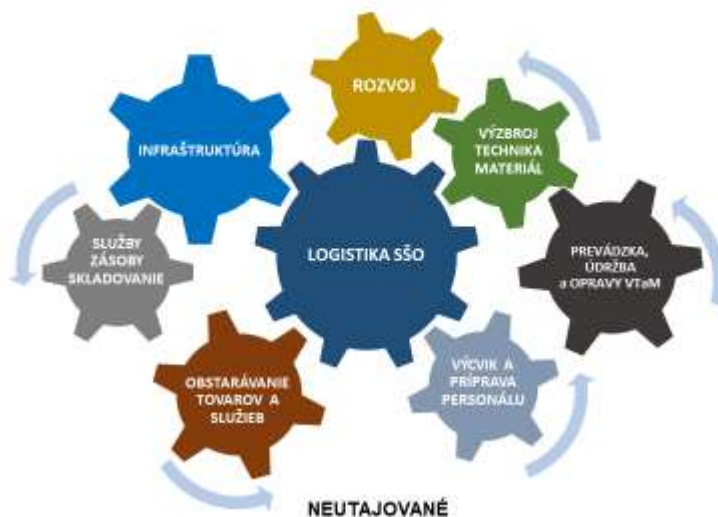 ROZVOJ
INFRAŠTRUKTÚRA
VÝZBROJ
TECHNIKA
MATERIÁL
SLUŽBY
ZÁSOBY
SKLADOVANIE
LOGISTIKA SŠO
PREVÁDZKA,
ÚDRŽBA
a OPRAVY VTaM
OBSTARÁVANIE
TOVAROV A
SLUŽIEB
VÝCVIK A
PRÍPRAVA
PERSONÁLU
NEUTAJOVANÉ